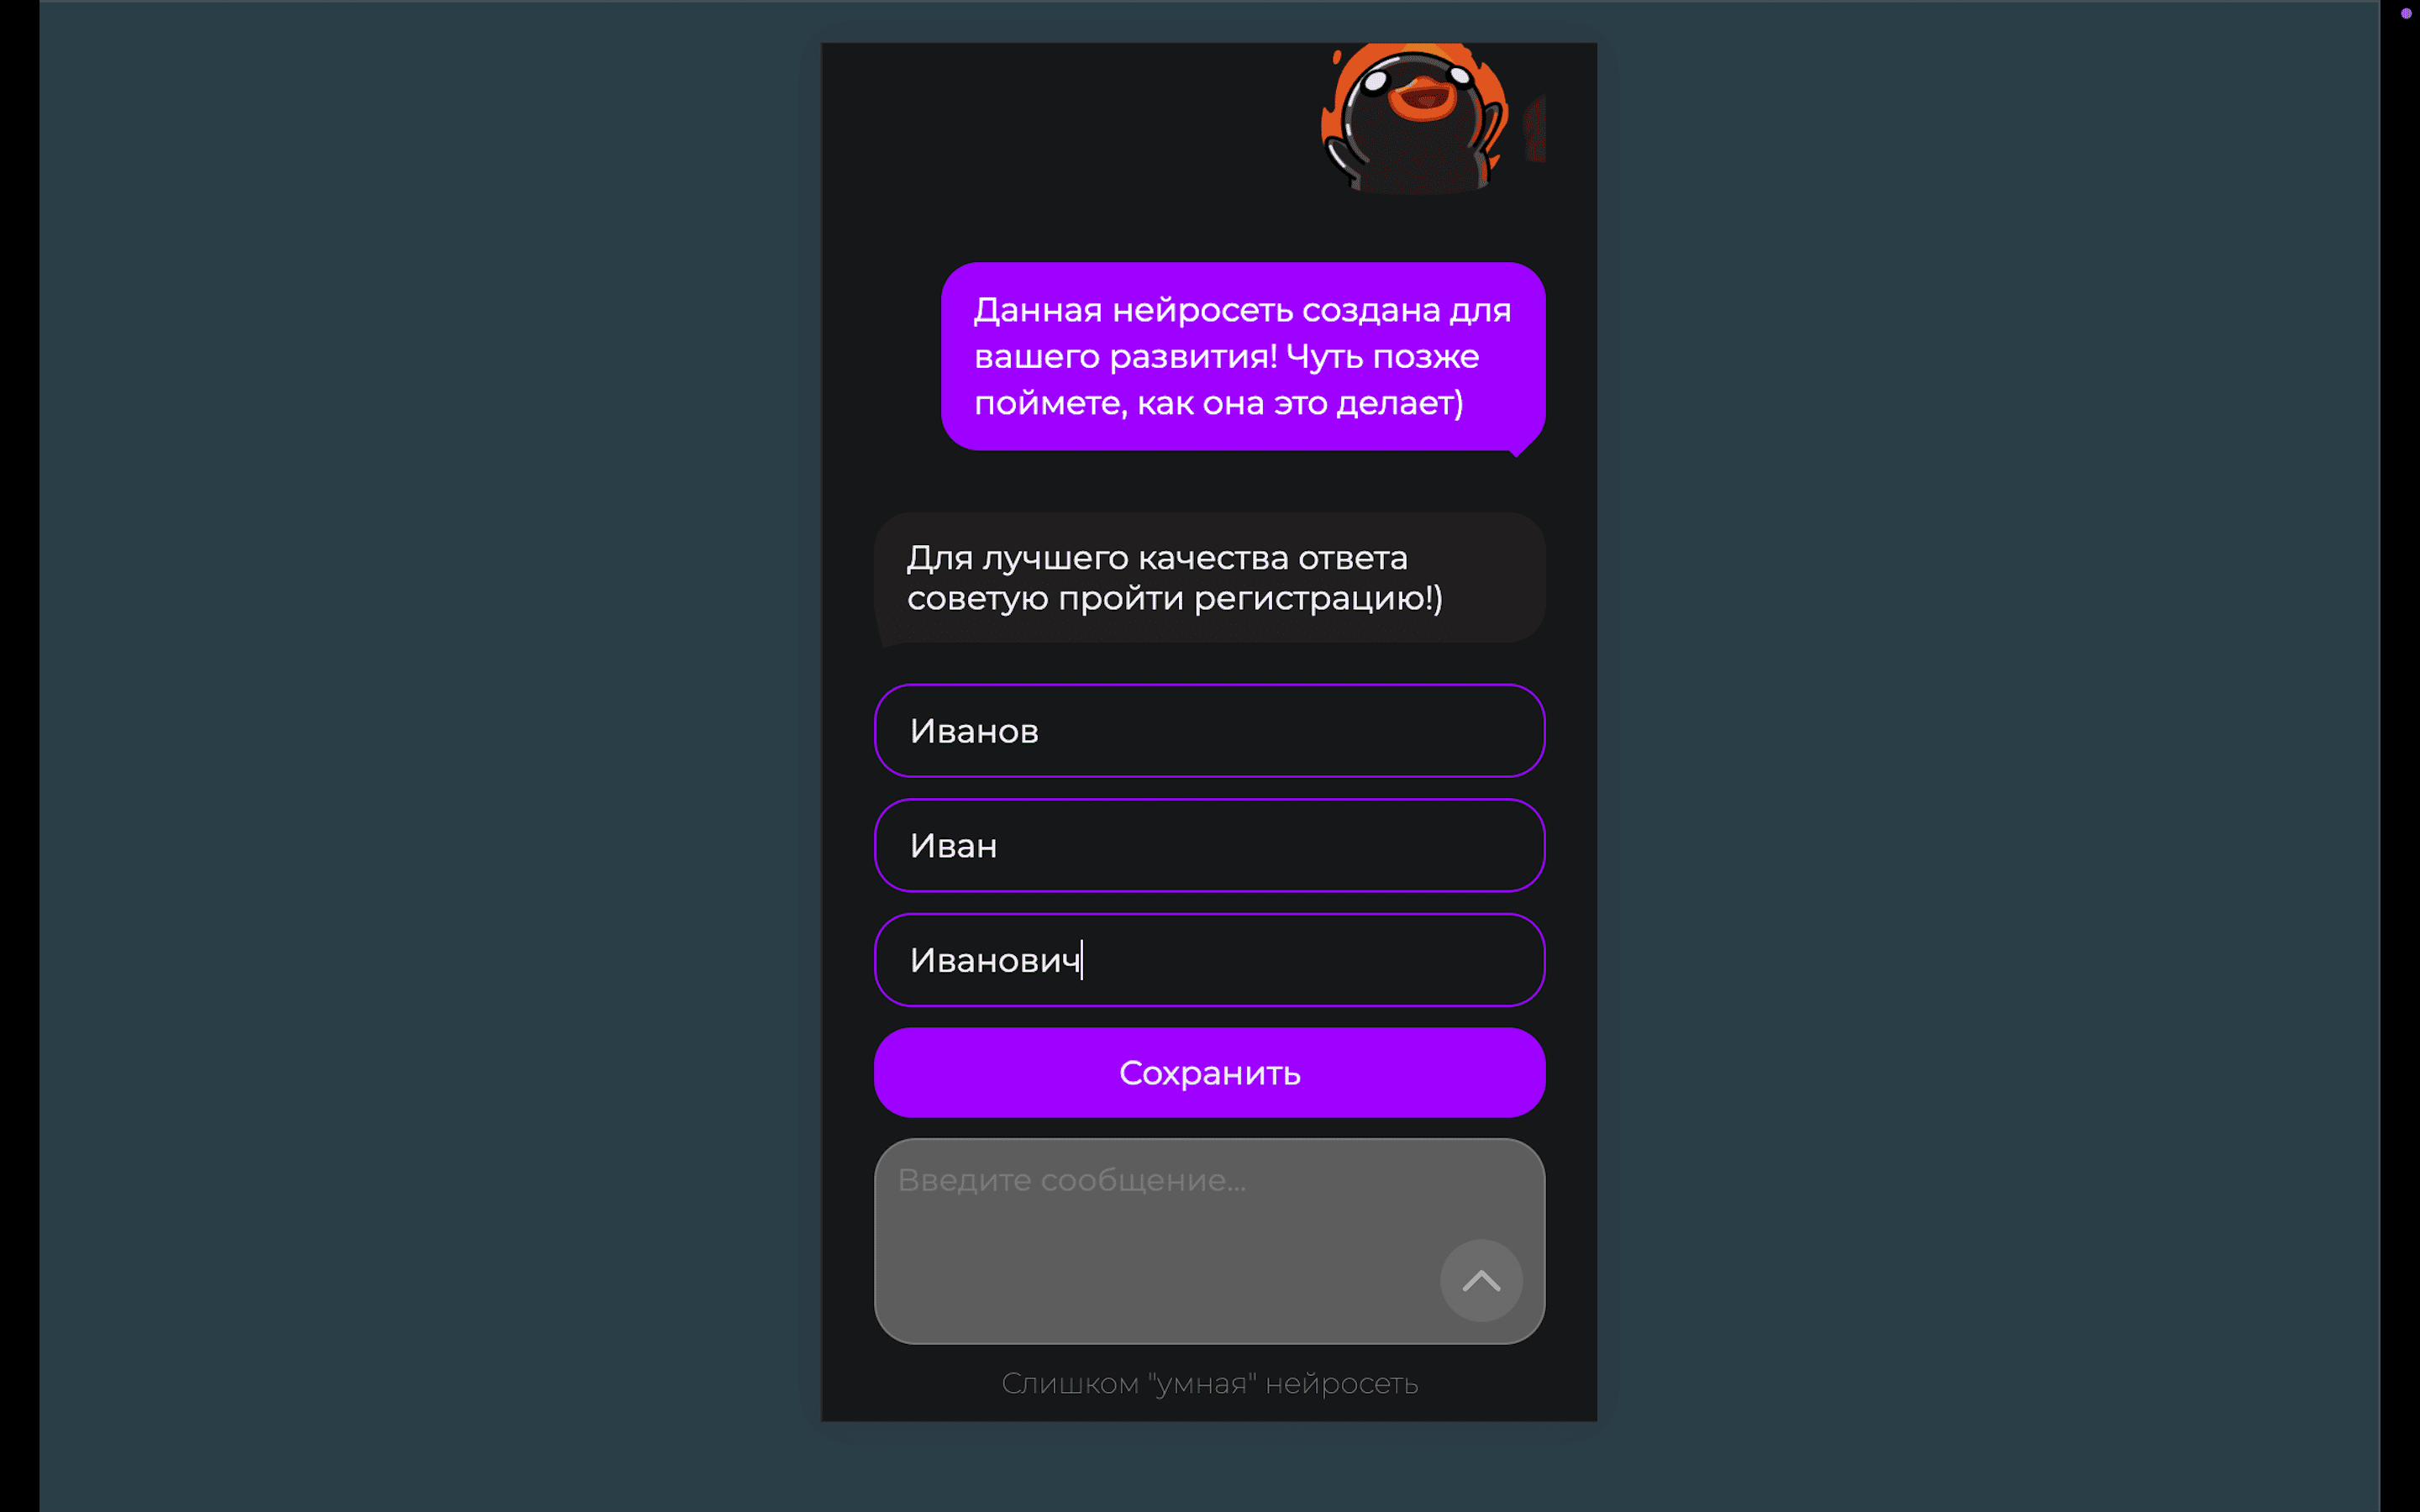 Данная нейросеть создана для
вашего развития! Чуть позже
поймете, как она это делает)
Для лучшего качества ответа
советую пройти регистрацию!)
Иванов
Иван
Иванович
Сохранить
Введите сообщение...
Слишком "умная" нейросеть